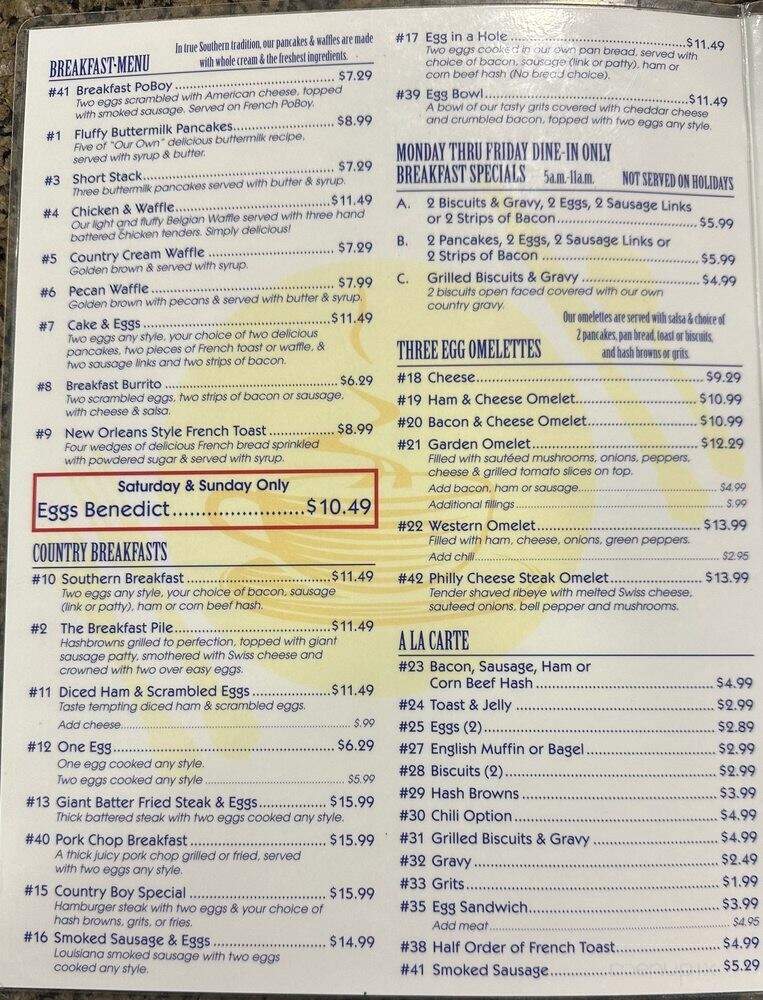 BREAKFAST-MENU
In true Southern tradition, our pancakes & waffles are made
with whole cream & the freshest ingredients.
#41 Breakfast PoBoy ........ $7.29
Two eggs scrambled with American cheese, topped
with smoked sausage. Served on French PoBoy.
#1 Fluffy Buttermilk Pancakes........ $8.99
Five of "Our Own" delicious buttermilk recipe,
served with syrup & butter.
#3 Short Stack........ $7.29
Three buttermilk pancakes served with butter & syrup.
#4 Chicken & Waffle........ $11.49
Our light and fluffy Belgian Waffle served with three hand
battered chicken tenders. Simply delicious!
#5 Country Cream Waffle ........ $7.29
Golden brown & served with syrup.
#6 Pecan Waffle ........ $7.99
Golden brown with pecans & served with butter & syrup.
#7 Cake & Eggs ........ $11.49
Two eggs any style, your choice of two delicious
pancakes, two pieces of French toast or waffle, &
two sausage links and two strips of bacon.
#8 Breakfast Burrito ........ $6.29
Two scrambled eggs, two strips of bacon or sausage,
with cheese & salsa.
#9 New Orleans Style French Toast ........ $8.99
Four wedges of delicious French bread sprinkled
with powdered sugar & served with syrup.
Saturday & Sunday Only
Eggs Benedict........ $10.49
COUNTRY BREAKFASTS
#10 Southern Breakfast ........ $11.49
Two eggs any style, your choice of bacon, sausage
(link or patty), ham or corn beef hash.
#2 The Breakfast Pile........ $11.49
Hashbrowns grilled to perfection, topped with giant
sausage patty, smothered with Swiss cheese and
crowned with two over easy eggs.
#11 Diced Ham & Scrambled Eggs ........ $11.49
Taste tempting diced ham & scrambled eggs.
Add cheese........ $.99
#12 One Egg........ $6.29
One egg cooked any style.
Two eggs cooked any style ........ $5.99
#13 Giant Batter Fried Steak & Eggs........ $15.99
Thick battered steak with two eggs cooked any style.
#40 Pork Chop Breakfast ........ $15.99
A thick juicy pork chop grilled or fried, served
with two eggs any style.
#15 Country Boy Special ........ $15.99
Hamburger steak with two eggs & your choice of
hash browns, grits, or fries.
#16 Smoked Sausage & Eggs ........ $14.99
Louisiana smoked sausage with two eggs
cooked any style.
#17 Egg in a Hole ........ $11.49
Two eggs cooked in our own pan bread, served with
choice of bacon, sausage (link or patty), ham or
corn beef hash (No bread choice).
#39 Egg Bowl........ $11.49
A bowl of our tasty grits covered with cheddar cheese
and crumbled bacon, topped with two eggs any style.
MONDAY THRU FRIDAY DINE-IN ONLY
BREAKFAST SPECIALS 5a.m.-11a.m. NOT SERVED ON HOLIDAYS
A. 2 Biscuits & Gravy, 2 Eggs, 2 Sausage Links
or 2 Strips of Bacon........ $5.99
B. 2 Pancakes, 2 Eggs, 2 Sausage Links or
2 Strips of Bacon ........ $5.99
C. Grilled Biscuits & Gravy ........ $4.99
2 biscuits open faced covered with our own
country gravy.
THREE EGG OMELETTES
Our omelettes are served with salsa & choice of
2 pancakes, pan bread, toast or biscuits,
and hash browns or grits.
#18 Cheese........ $9.29
#19 Ham & Cheese Omelet........ $10.99
#20 Bacon & Cheese Omelet........ $10.99
#21 Garden Omelet........ $12.29
Filled with sautéed mushrooms, onions, peppers,
cheese & grilled tomato slices on top.
Add bacon, ham or sausage........ $4.99
Additional fillings........ $.99
#22 Western Omelet........ $13.99
Filled with ham, cheese, onions, green peppers.
Add chili........ $2.95
#42 Philly Cheese Steak Omelet........ $13.99
Tender shaved ribeye with melted Swiss cheese,
sauteed onions, bell pepper and mushrooms.
A LA CARTE
#23 Bacon, Sausage, Ham or
Corn Beef Hash ........ $4.99
#24 Toast & Jelly ........ $2.99
#25 Eggs (2)........ $2.89
#27 English Muffin or Bagel........ $2.99
#28 Biscuits (2)........ $2.99
#29 Hash Browns ........ $3.99
#30 Chili Option ........ $4.99
#31 Grilled Biscuits & Gravy ........ $4.99
#32 Gravy........ $2.49
#33 Grits........ $1.99
#35 Egg Sandwich........ $3.99
Add meat........ $4.95
#38 Half Order of French Toast........ $4.99
#41 Smoked Sausage........ $5.29